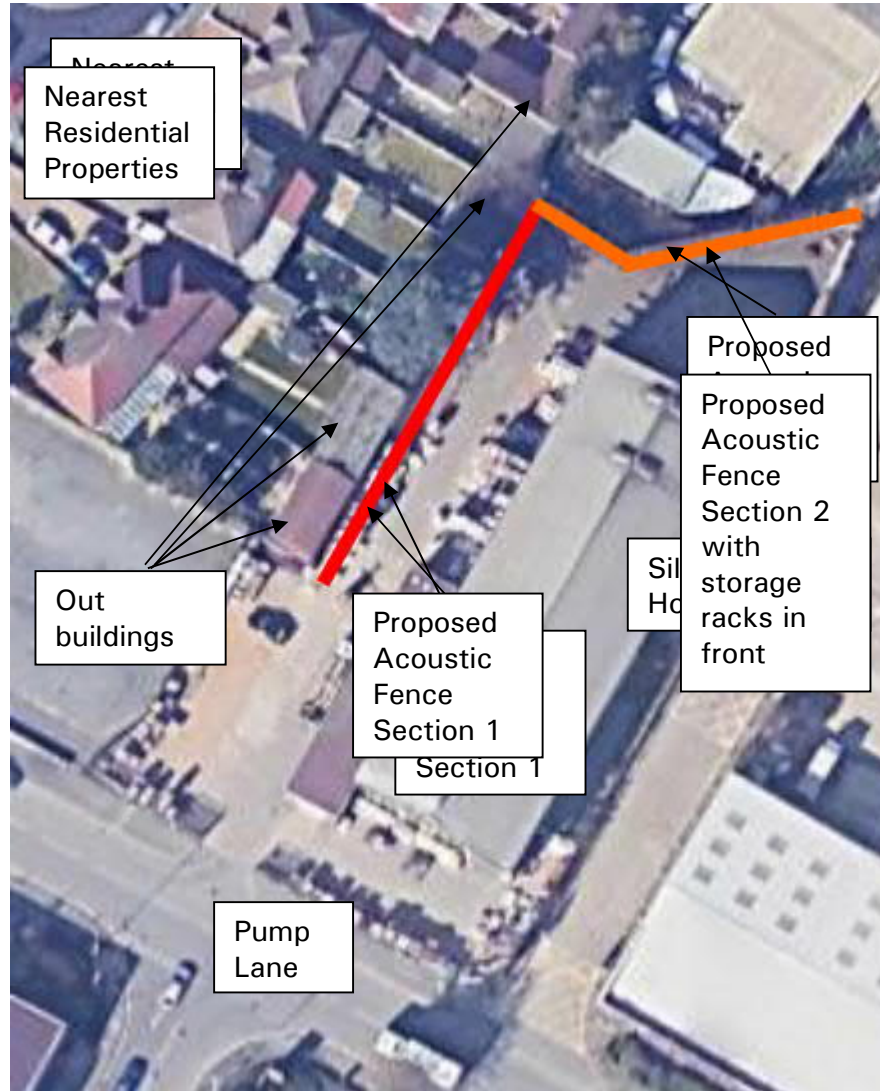 Nearest
Residential
Properties
Proposed
Proposed
Acoustic
Fence
Section 2
with
storage
racks in
front
Out
buildings
Proposed
Acoustic
Fence
Section 1
Section 1
Pump
Lane